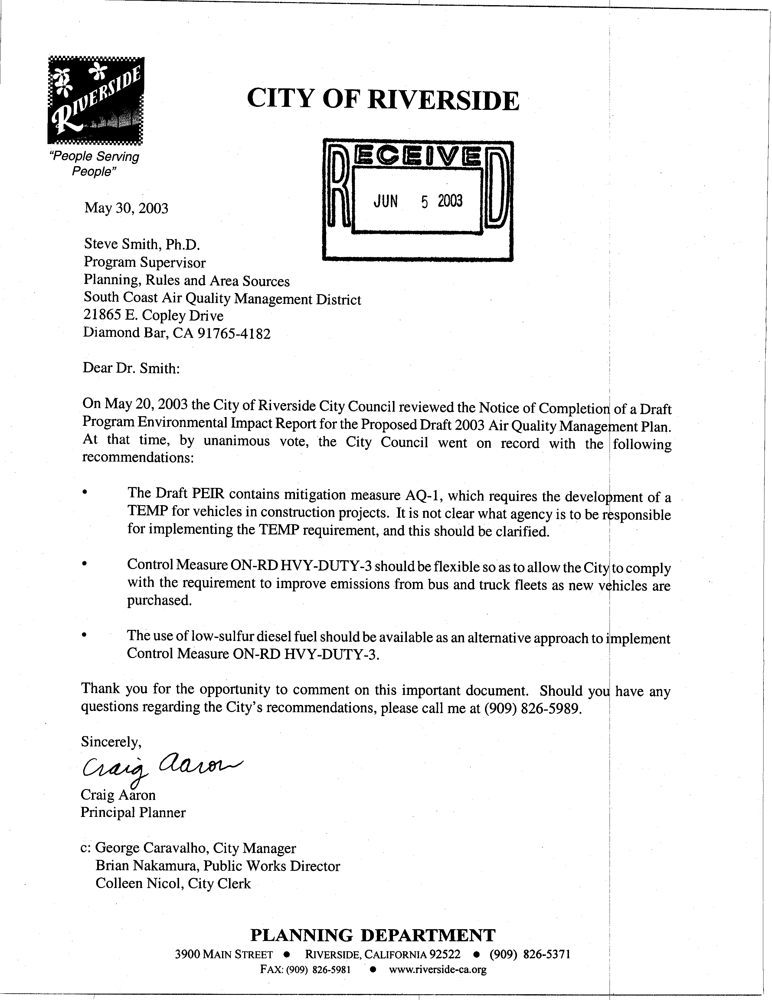 RIVERSIDE
CITY OF RIVERSIDE
"People Serving
People"
RECEIVED
JUN 5 2003
May 30, 2003
Steve Smith, Ph.D.
Program Supervisor
Planning, Rules and Area Sources
South Coast Air Quality Management District
21865 E. Copley Drive
Diamond Bar, CA 91765-4182
Dear Dr. Smith:
On May 20, 2003 the City of Riverside City Council reviewed the Notice of Completion of a Draft
Program Environmental Impact Report for the Proposed Draft 2003 Air Quality Management Plan.
At that time, by unanimous vote, the City Council went on record with the following
recommendations:
• The Draft PEIR contains mitigation measure AQ-1, which requires the development of a
TEMP for vehicles in construction projects. It is not clear what agency is to be responsible
for implementing the TEMP requirement, and this should be clarified.
• Control Measure ON-RD HVY-DUTY-3 should be flexible so as to allow the City to comply
with the requirement to improve emissions from bus and truck fleets as new vehicles are
purchased.
• The use of low-sulfur diesel fuel should be available as an alternative approach to implement
Control Measure ON-RD HVY-DUTY-3.
Thank you for the opportunity to comment on this important document. Should you have any
questions regarding the City's recommendations, please call me at (909) 826-5989.
Sincerely,
Craig Aaron
Craig Aaron
Principal Planner
c: George Caravalho, City Manager
Brian Nakamura, Public Works Director
Colleen Nicol, City Clerk
PLANNING DEPARTMENT
3900 MAIN STREET ● RIVERSIDE, CALIFORNIA 92522 ● (909) 826-5371
FAX: (909) 826-5981 ● www.riverside-ca.org